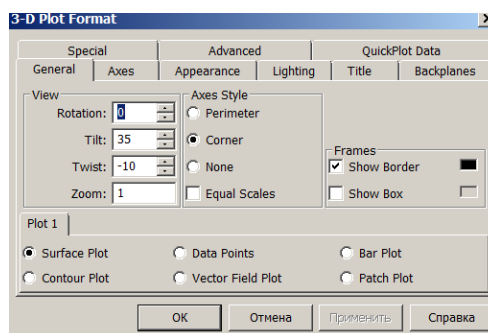 3-D Plot Format
Special Advanced QuickPlot Data
General Axes Appearance Lighting Title Backplanes
View Axes Style
Rotation: 0 Perimeter
Tilt: 35 Corner
Frames
Twist: -10 None Show Border
Zoom: 1 Equal Scales Show Box
Plot 1
Surface Plot Data Points Bar Plot
Contour Plot Vector Field Plot Patch Plot
OK Отмена Применить Справка